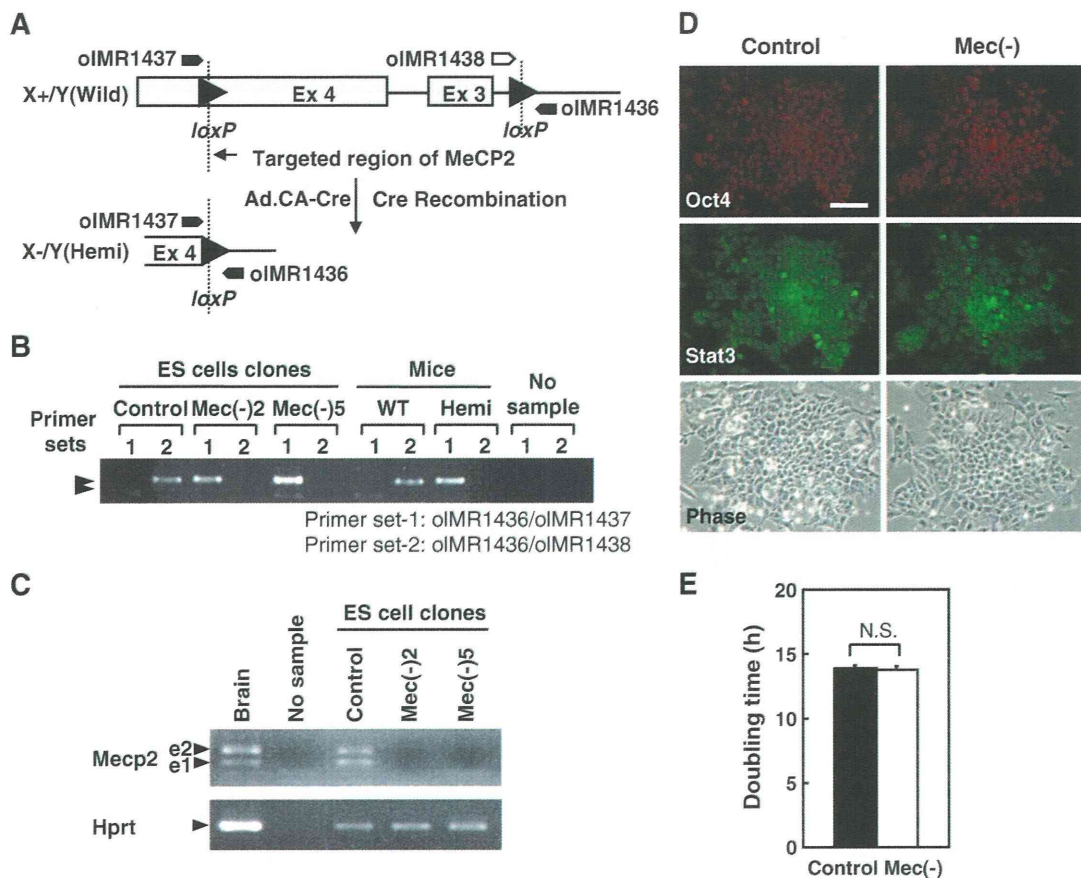 A
oIMR1437
oIMR1438
X+/Y(Wild)
Ex 4
Ex 3
oIMR1436
loxP
loxP
Targeted region of MeCP2
Ad.CA-Cre
Cre Recombination
oIMR1437
X-/Y(Hemi)
Ex 4
oIMR1436
loxP
B
ES cells clones
Mice
No sample
Control Mec(-)2 Mec(-)5 WT Hemi
Primer sets
1 2 1 2 1 2 1 2 1 2 1 2
Primer set-1: oIMR1436/oIMR1437
Primer set-2: oIMR1436/oIMR1438
C
ES cell clones
Brain
No sample
Control
Mec(-)2
Mec(-)5
Mecp2
e2
e1
Hprt
D
Control
Mec(-)
Oct4
Stat3
Phase
E
Doubling time (h)
20
15
10
5
0
N.S.
Control Mec(-)